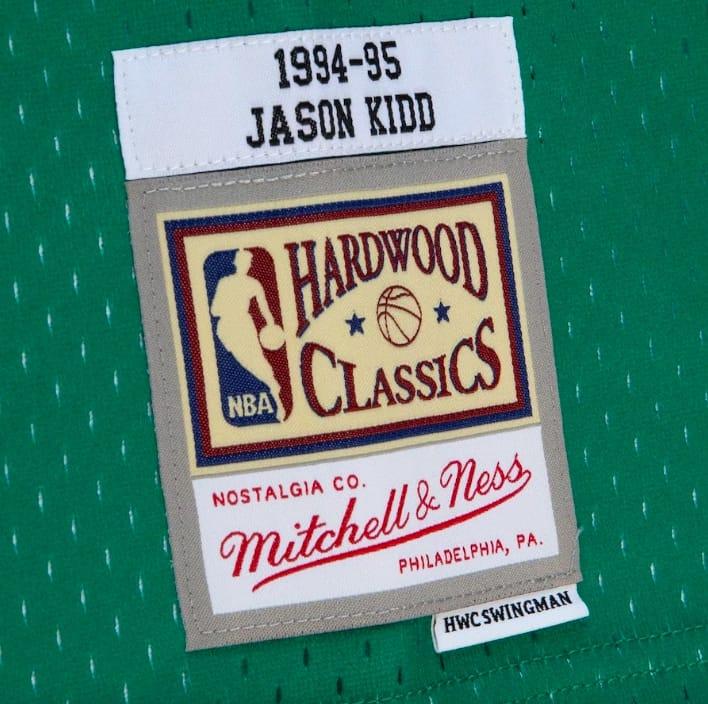 1994-95
JASON KIDD
HARDWOOD
CLASSICS
NBA
NOSTALGIA CO.
Mitchell & Ness
PHILADELPHIA, PA.
HWC SWINGMAN